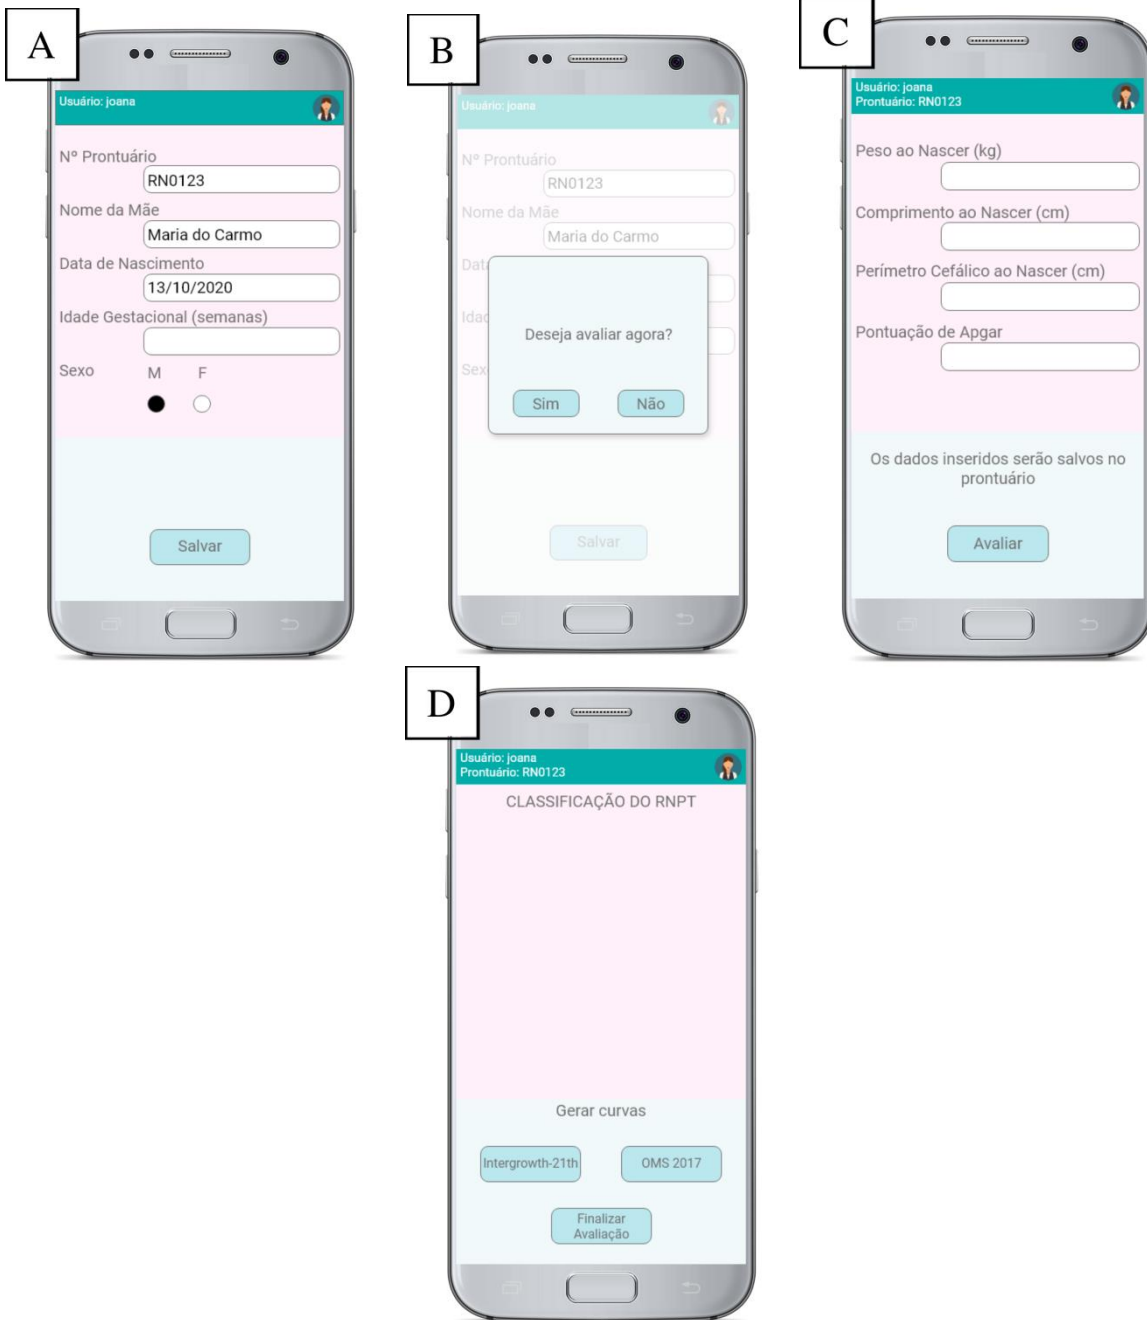 A
Usuário: joana
Nº Prontuário
RN0123
Nome da Mãe
Maria do Carmo
Data de Nascimento
13/10/2020
Idade Gestacional (semanas)
Sexo
M F
Salvar
B
Usuário: joana
Nº Prontuário
RN0123
Nome da Mãe
Maria do Carmo
Data
Idad
Sex
Deseja avaliar agora?
Sim Não
Salvar
C
Usuário: joana
Prontuário: RN0123
Peso ao Nascer (kg)
Comprimento ao Nascer (cm)
Perímetro Cefálico ao Nascer (cm)
Pontuação de Apgar
Os dados inseridos serão salvos no
prontuário
Avaliar
D
Usuário: joana
Prontuário: RN0123
CLASSIFICAÇÃO DO RNPT
Gerar curvas
Intergrowth-21th OMS 2017
Finalizar
Avaliação